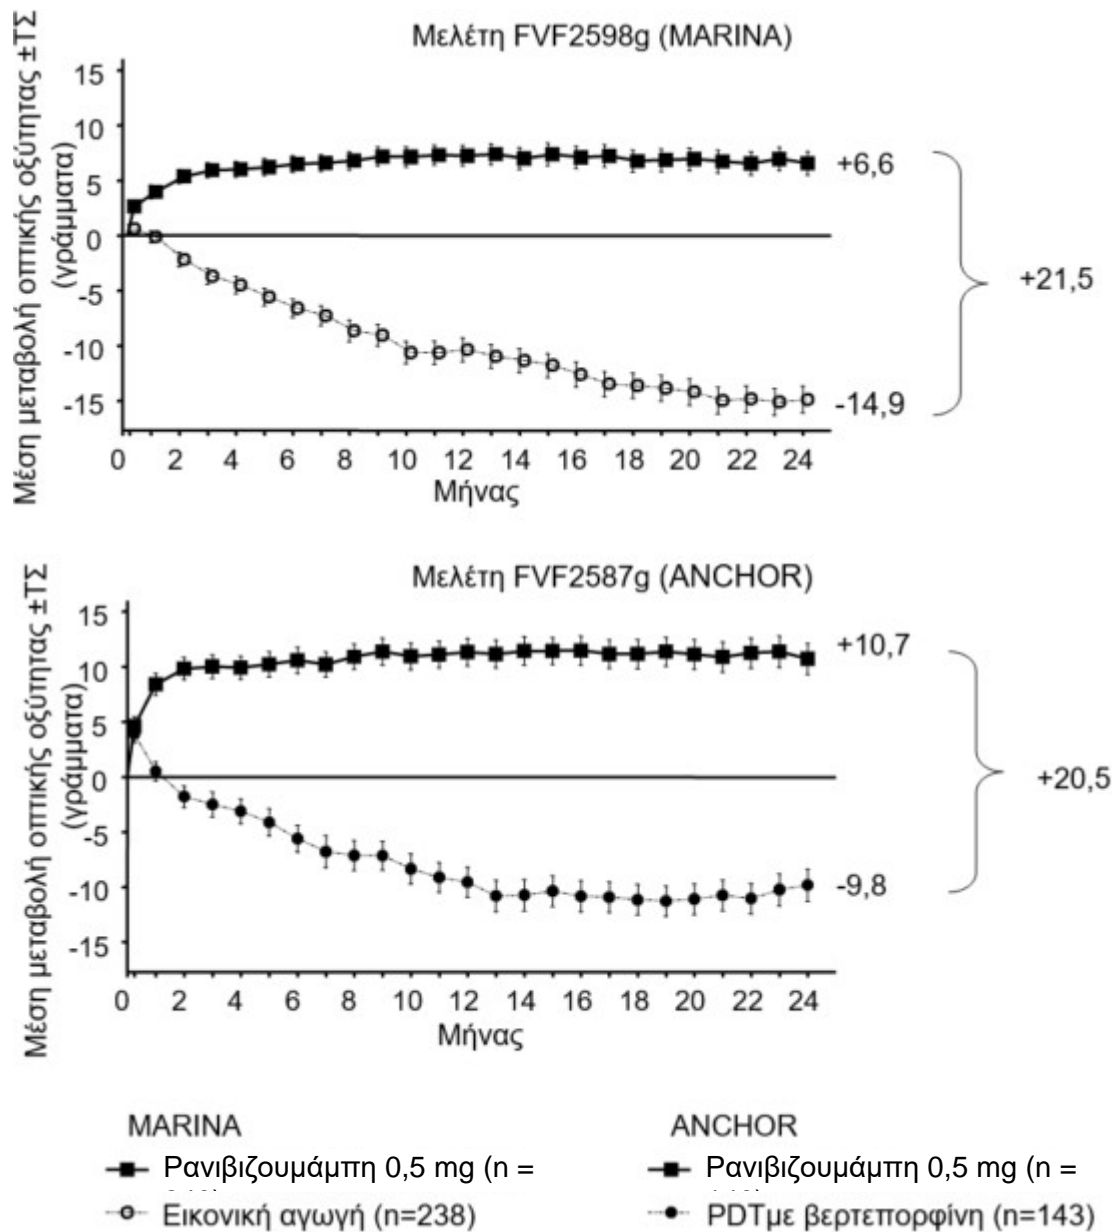 Μελέτη FVF2598g (MARINA)
Μέση μεταβολή οπτικής οξύτητας ±ΤΣ
(γράμματα)
15
10
5
0
-5
-10
-15
+6,6
+21,5
-14,9
0 2 4 6 8 10 12 14 16 18 20 22 24
Μήνας
Μελέτη FVF2587g (ANCHOR)
Μέση μεταβολή οπτικής οξύτητας ±ΤΣ
(γράμματα)
15
10
5
0
-5
-10
-15
+10,7
+20,5
-9,8
0 2 4 6 8 10 12 14 16 18 20 22 24
Μήνας
MARINA
Ρανιβιζουμάμπη 0,5 mg (n =
Εικονική αγωγή (n=238)
ANCHOR
Ρανιβιζουμάμπη 0,5 mg (n =
PDTμε βερτεπορφίνη (n=143)